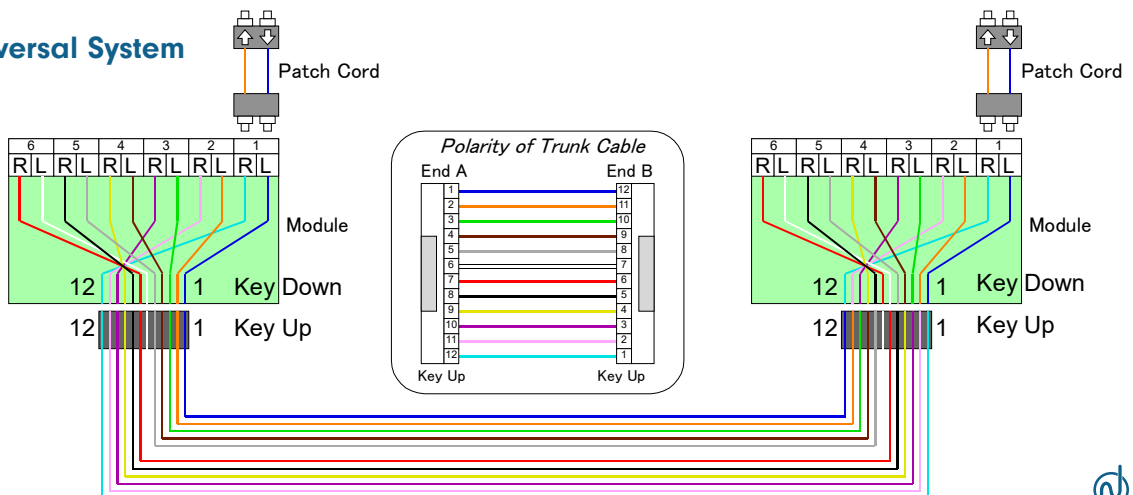 versal System
Patch Cord
Patch Cord
6 5 4 3 2 1
R L R L R L R L R L R L
Module
12 1 Key Down
12 1 Key Up
Polarity of Trunk Cable
End A End B
1 12
2 11
3 10
4 9
5 8
6 7
7 6
8 5
9 4
10 3
11 2
12 1
Key Up Key Up
6 5 4 3 2 1
R L R L R L R L R L R L
Module
12 1 Key Down
12 1 Key Up